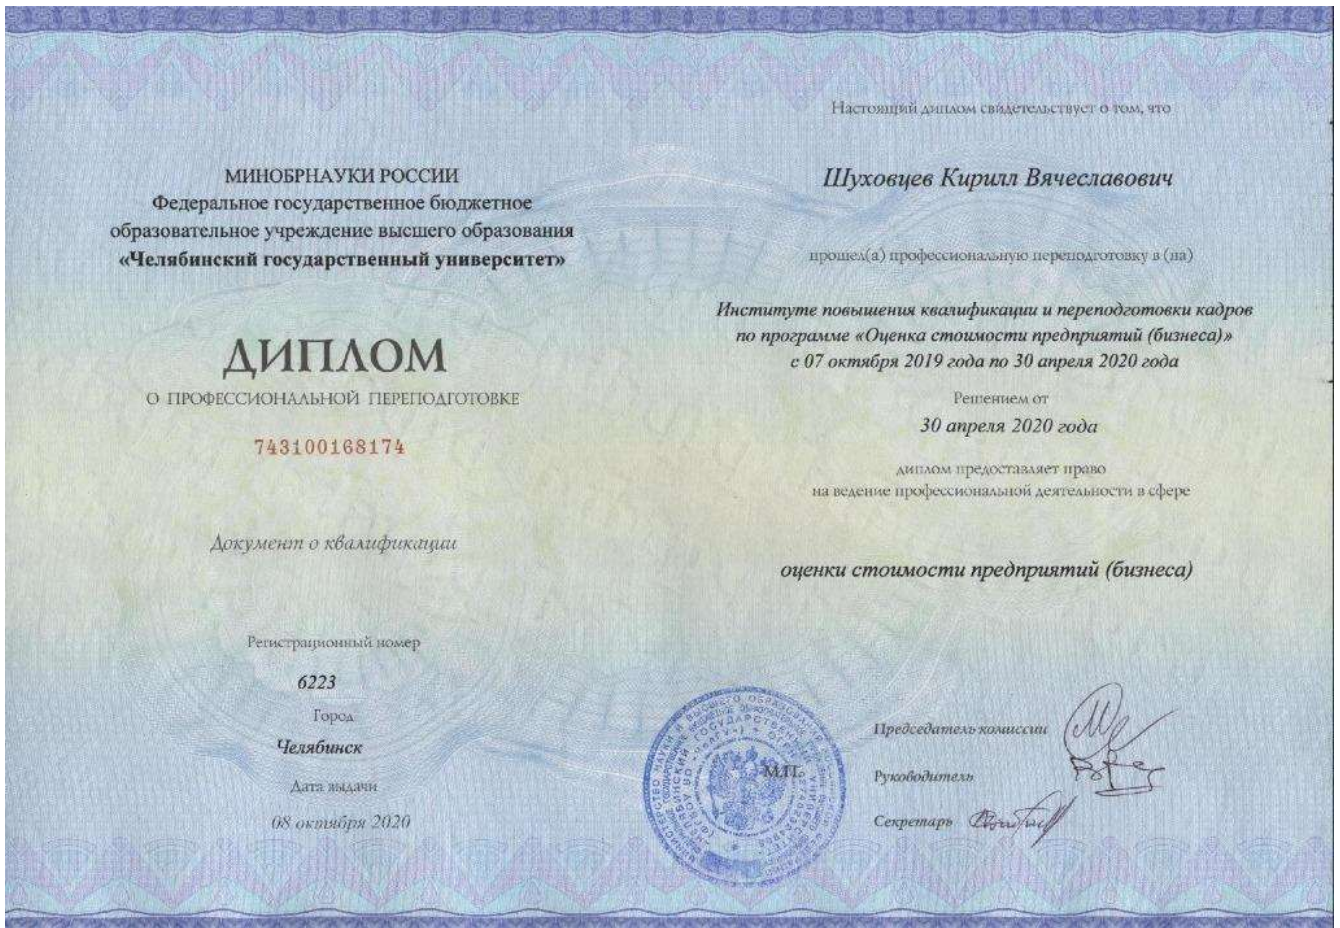 МИНОБРНАУКИ РОССИИ
Федеральное государственное бюджетное
образовательное учреждение высшего образования
«Челябинский государственный университет»
ДИПЛОМ
О ПРОФЕССИОНАЛЬНОЙ ПЕРЕПОДГОТОВКЕ
743100168174
Документ о квалификации
Регистрационный номер
6223
Город
Челябинск
Дата выдачи
08 октября 2020
Настоящий диплом свидетельствует о том, что
Шуховцев Кирилл Вячеславович
прошел(а) профессиональную переподготовку в (на)
Институте повышения квалификации и переподготовки кадров
по программе «Оценка стоимости предприятий (бизнеса)»
с 07 октября 2019 года по 30 апреля 2020 года
Решением от
30 апреля 2020 года
диплом предоставляет право
на ведение профессиональной деятельности в сфере
оценки стоимости предприятий (бизнеса)
Председатель комиссии
М.П.
Руководитель
Секретарь